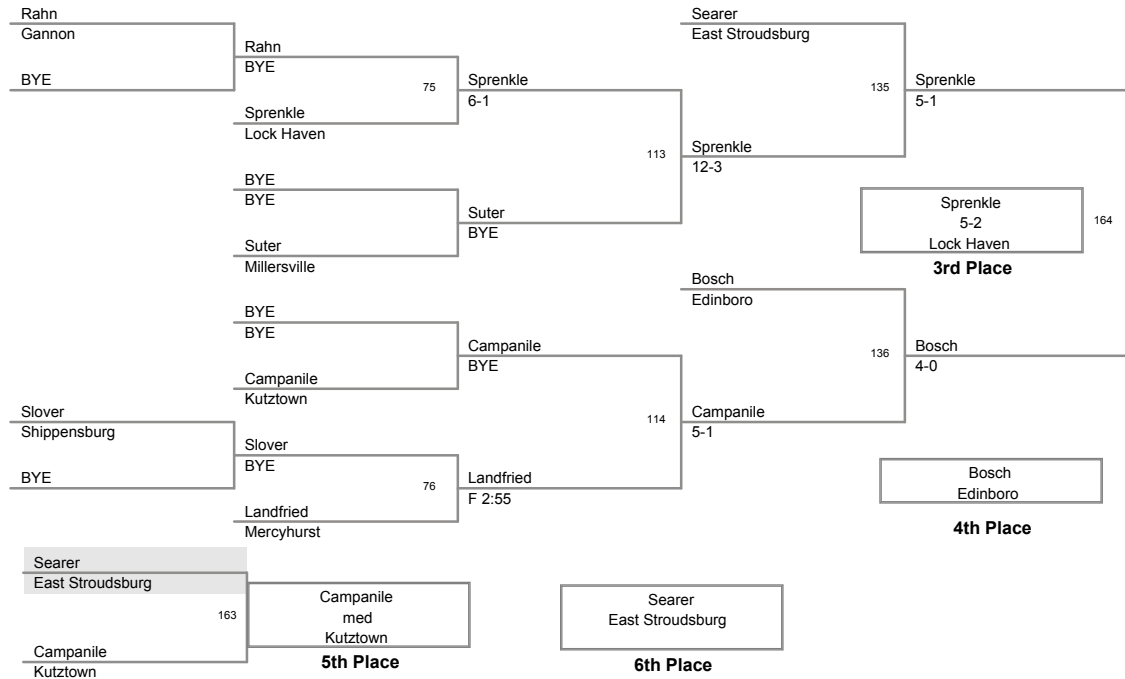 Rahn
Gannon
BYE
Rahn
BYE
75
Sprenkle
Lock Haven
Sprenkle
6-1
BYE
BYE
Suter
Millersville
Suter
BYE
113
Sprenkle
12-3
Searer
East Stroudsburg
135
Sprenkle
5-1
Sprenkle
5-2
Lock Haven
164
3rd Place
BYE
BYE
Campanile
Kutztown
Campanile
BYE
Slover
Shippensburg
BYE
Slover
BYE
76
Landfried
Mercyhurst
Landfried
F 2:55
114
Campanile
5-1
Bosch
Edinboro
136
Bosch
4-0
Bosch
Edinboro
4th Place
Searer
East Stroudsburg
163
Campanile
Kutztown
Campanile
med
Kutztown
5th Place
Searer
East Stroudsburg
6th Place